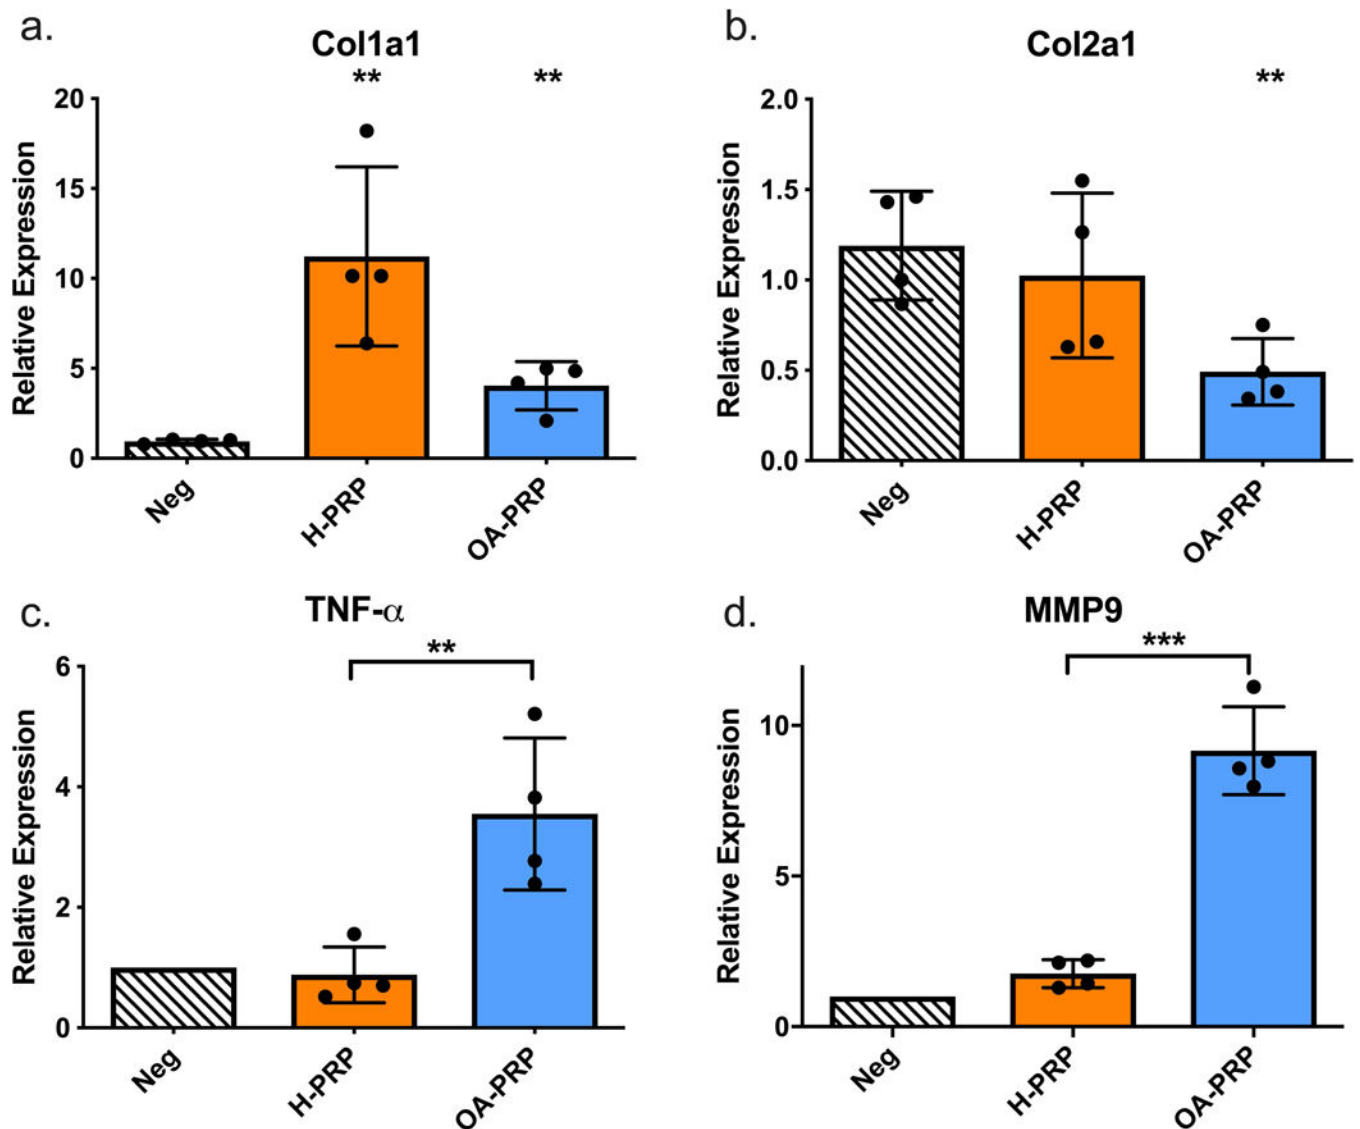 a.
Col1a1
** **
20
15
10
5
0
Relative Expression
Neg
H-PRP
OA-PRP
b.
Col2a1
**
2.0
1.5
1.0
0.5
0.0
Relative Expression
Neg
H-PRP
OA-PRP
c.
TNF-α
**
6
4
2
0
Relative Expression
Neg
H-PRP
OA-PRP
d.
MMP9
***
10
5
0
Relative Expression
Neg
H-PRP
OA-PRP